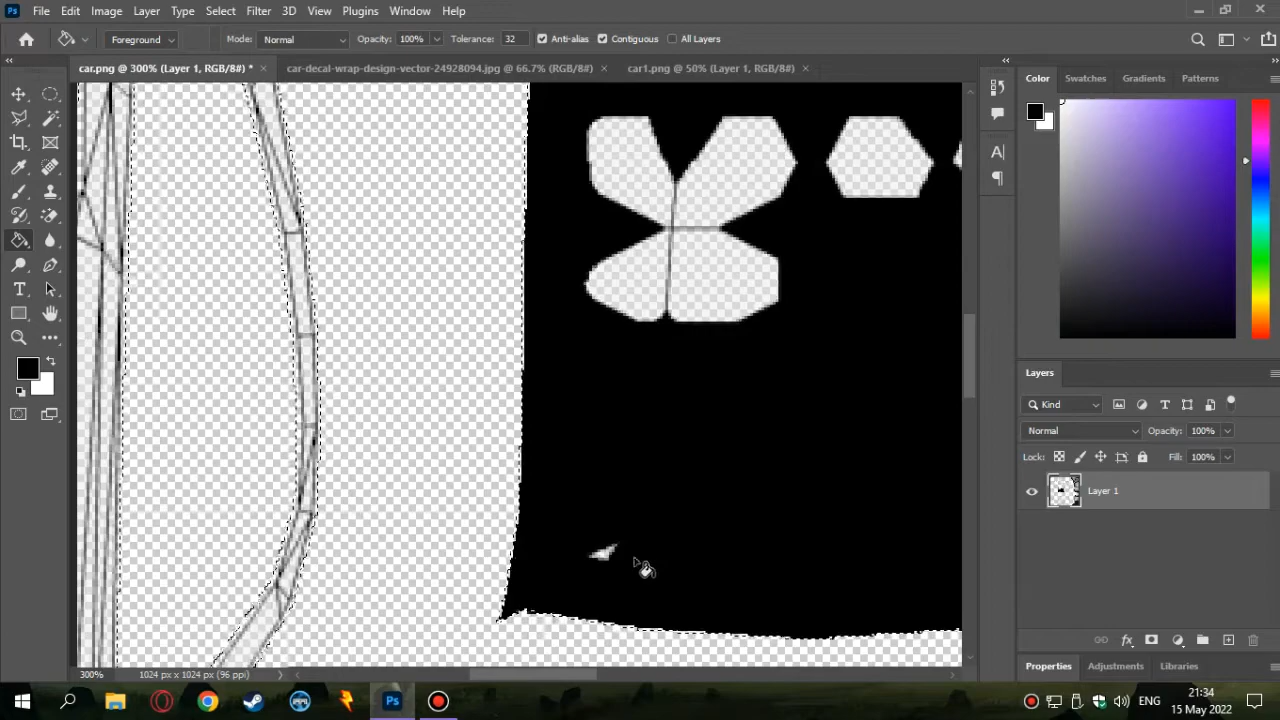 Ps File Edit Image Layer Type Select Filter 3D View Plugins Window Help
Foreground Mode: Normal Opacity: 100% Tolerance: 32 Anti-alias Contiguous All Layers
car.png @ 300% (Layer 1, RGB/8#) * × car-decal-wrap-design-vector-24928094.jpg @ 66.7% (RGB/8#) × car1.png @ 50% (Layer 1, RGB/8#) ×
Color Swatches Gradients Patterns
Layers
Kind
Normal Opacity: 100%
Lock: Fill: 100%
Layer 1
300% 1024 px x 1024 px (96 ppi)
Properties Adjustments Libraries
Ps ENG 21:34
15 May 2022